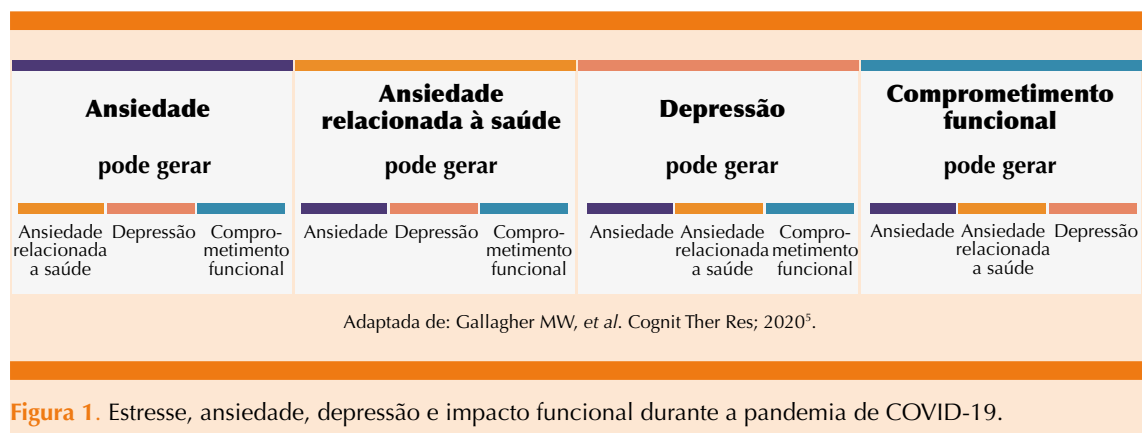 Ansiedade
pode gerar
Ansiedade
relacionada
a saúde
Depressão
Compro-
metimento
funcional
Ansiedade
relacionada à saúde
pode gerar
Ansiedade
Depressão
Compro-
metimento
funcional
Depressão
pode gerar
Ansiedade
Ansiedade
relacionada
a saúde
Compro-
metimento
funcional
Comprometimento
funcional
pode gerar
Ansiedade
Ansiedade
relacionada
a saúde
Depressão
Adaptada de: Gallagher MW, et al. Cognit Ther Res; 2020⁵.
Figura 1. Estresse, ansiedade, depressão e impacto funcional durante a pandemia de COVID-19.